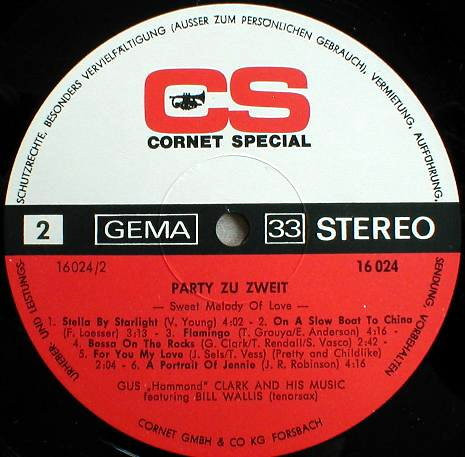 SCHUTZRECHTE, BESONDERS VERVIELFÄLTIGUNG (AUSSER ZUM PERSÖNLICHEN GEBRAUCH), VERMIETUNG, AUFFÜHRUNG,
SENDUNG VORBEHALTEN
URHEBER UND LEISTUNGS-
CS
CORNET SPECIAL
2 GEMA 33 STEREO
16024/2 16 024
PARTY ZU ZWEIT
— Sweet Melody Of Love —
1. Stella By Starlight (V. Young) 4:02 - 2. On A Slow Boat To China
(F. Loesser) 3:13 - 3. Flamingo (T. Grouya/E. Anderson) 4:16 -
4. Bossa On The Rocks (G. Clark/T. Rendall/S. Vasco) 2:42 -
5. For You My Love (J. Sels/T. Vess) (Pretty and Childlike)
2:04 - 6. A Portrait Of Jennie (J. R. Robinson) 4:16
GUS „Hammond" CLARK AND HIS MUSIC
featuring BILL WALLIS (tenorsax)
CORNET GMBH & CO KG FORSBACH